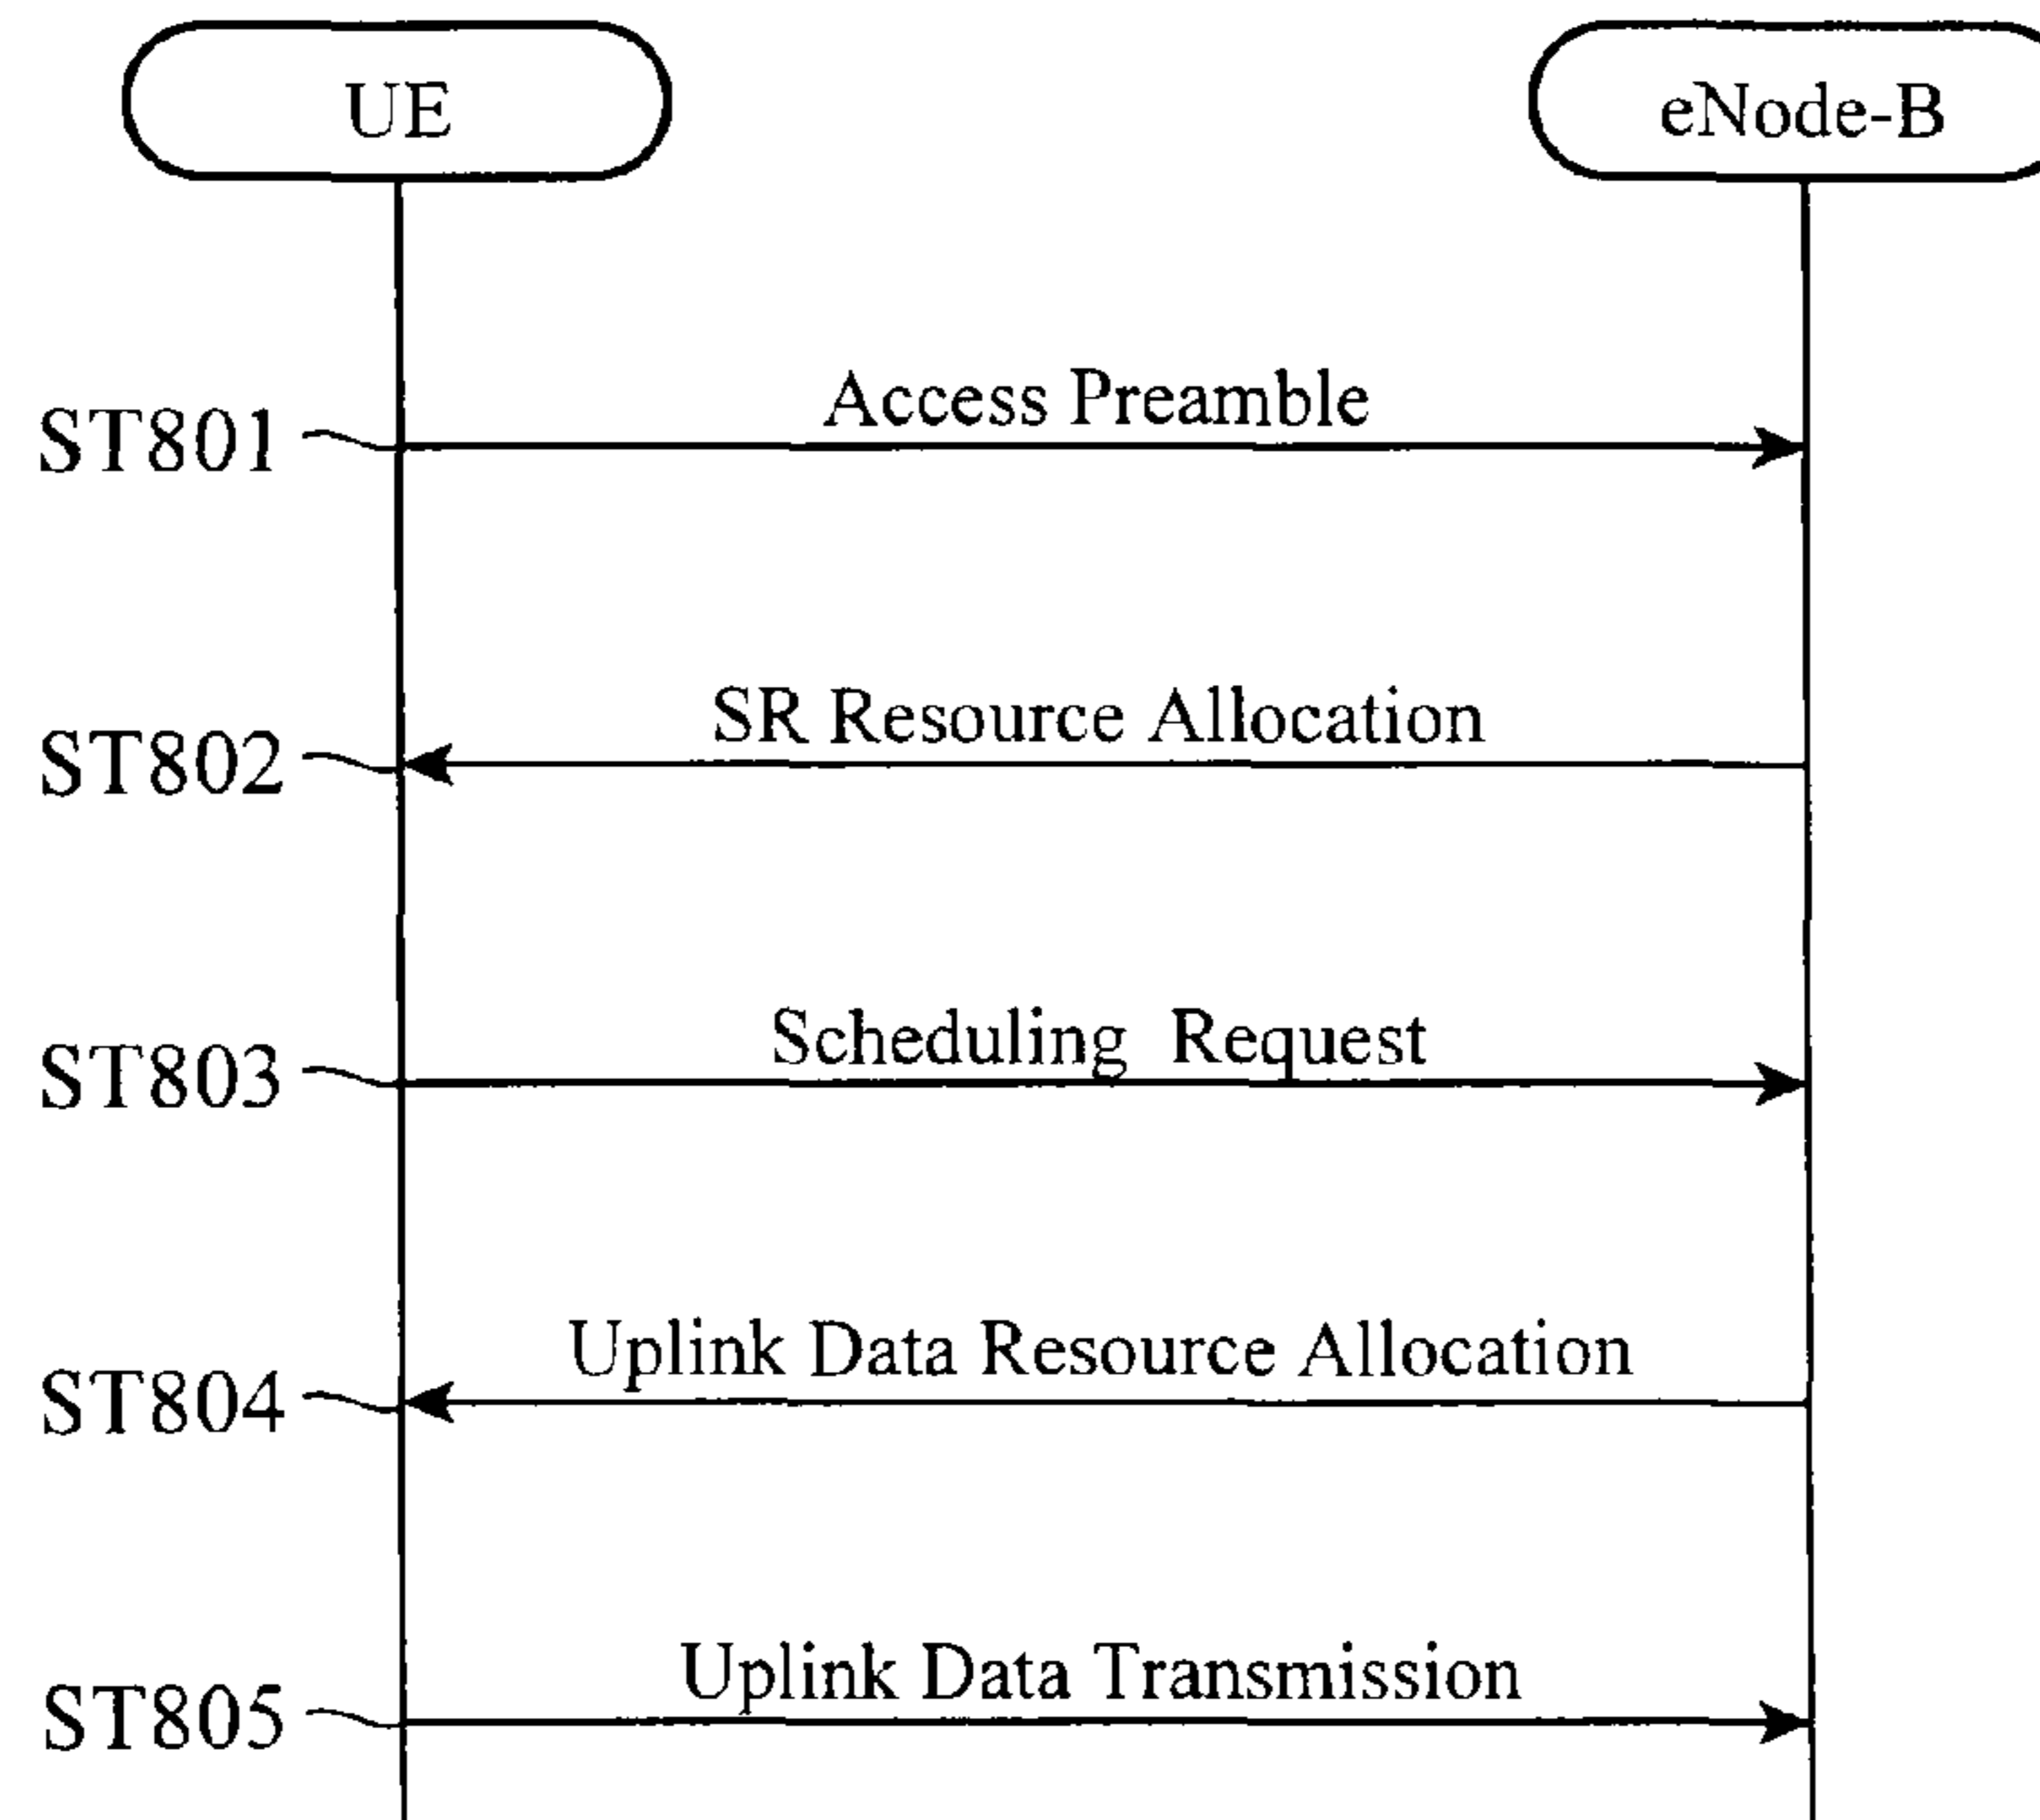 UE
eNode-B
Access Preamble
ST801
SR Resource Allocation
ST802
Scheduling Request
ST803
Uplink Data Resource Allocation
ST804
Uplink Data Transmission
ST805